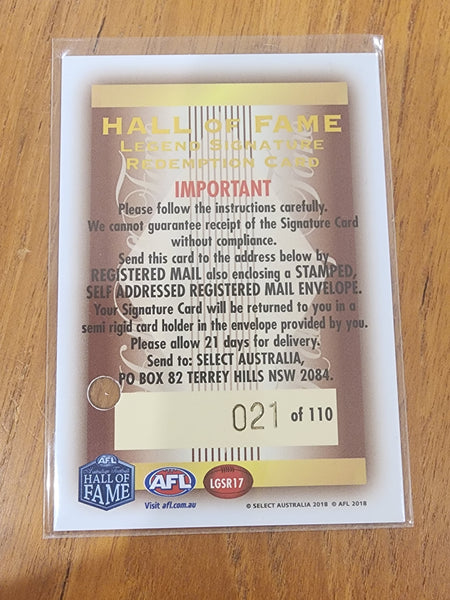 HALL OF FAME
LEGEND SIGNATURE
REDEMPTION CARD
IMPORTANT
Please follow the instructions carefully.
We cannot guarantee receipt of the Signature Card
without compliance.
Send this card to the address below by
REGISTERED MAIL also enclosing a STAMPED,
SELF ADDRESSED REGISTERED MAIL ENVELOPE.
Your Signature Card will be returned to you in a
semi rigid card holder in the envelope provided by you.
Please allow 21 days for delivery.
Send to: SELECT AUSTRALIA,
PO BOX 82 TERREY HILLS NSW 2084.
021 of 110
AFL
Australian Football
HALL OF
FAME
AFL
Visit afl.com.au
LGSR17
© SELECT AUSTRALIA 2018 © AFL 2018